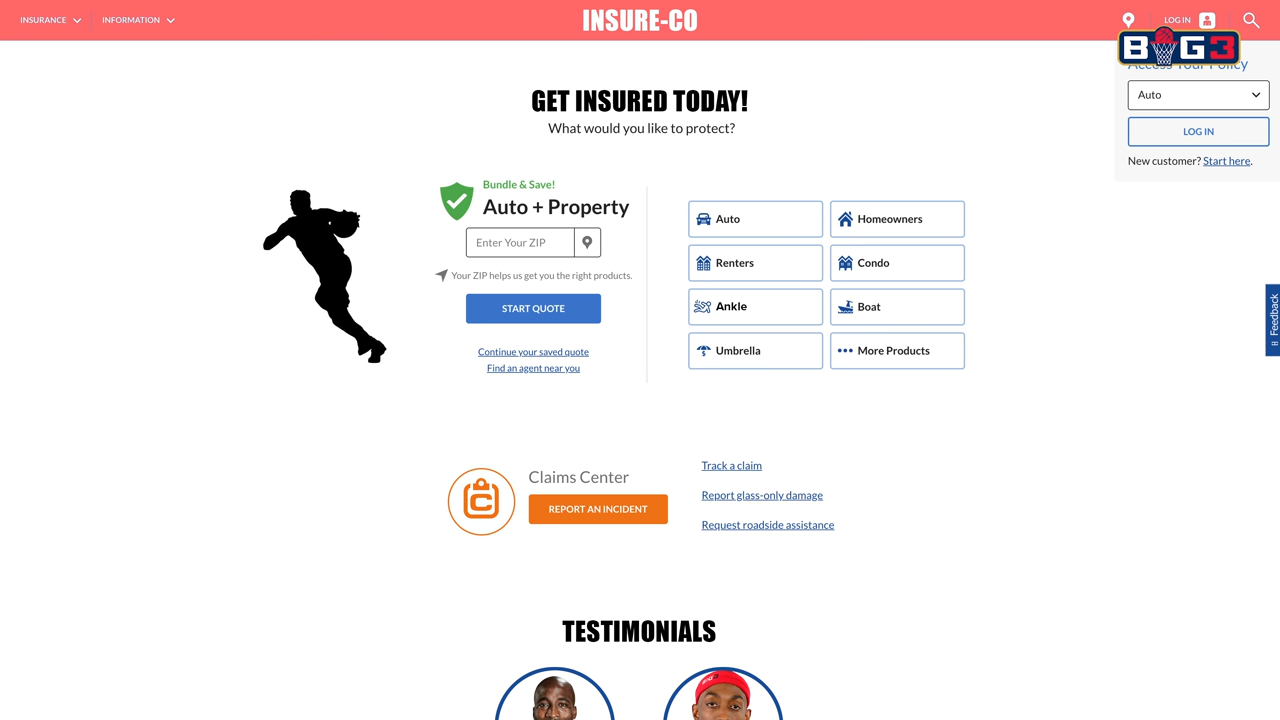 INSURANCE
INFORMATION
INSURE-CO
LOG IN
BIG3
Access Your Policy
Auto
LOG IN
New customer? Start here.
GET INSURED TODAY!
What would you like to protect?
Bundle & Save!
Auto + Property
Enter Your ZIP
Your ZIP helps us get you the right products.
START QUOTE
Continue your saved quote
Find an agent near you
Auto
Homeowners
Renters
Condo
Ankle
Boat
Umbrella
More Products
Feedback
Claims Center
REPORT AN INCIDENT
Track a claim
Report glass-only damage
Request roadside assistance
TESTIMONIALS
BIG3